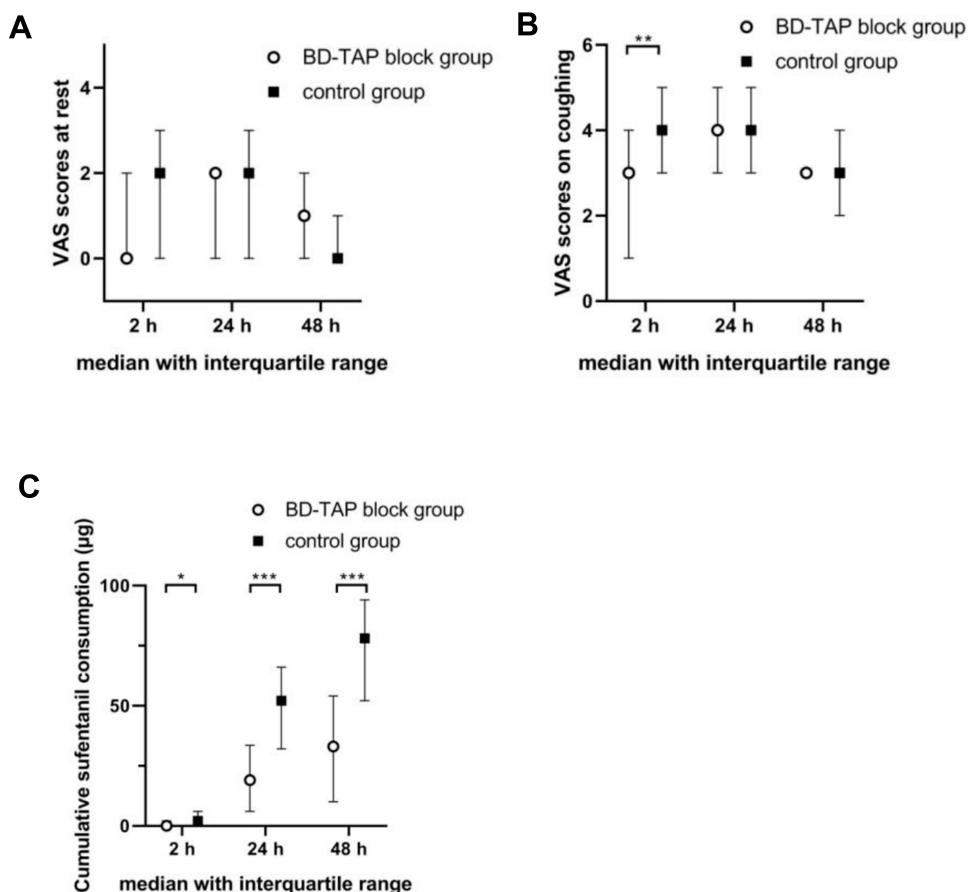 A
BD-TAP block group
control group
VAS scores at rest
4
2
0
2 h 24 h 48 h
median with interquartile range
B
BD-TAP block group
control group
VAS scores on coughing
**
6
4
2
0
2 h 24 h 48 h
median with interquartile range
C
BD-TAP block group
control group
Cumulative sufentanil consumption (μg)
* *** ***
100
50
0
2 h 24 h 48 h
median with interquartile range